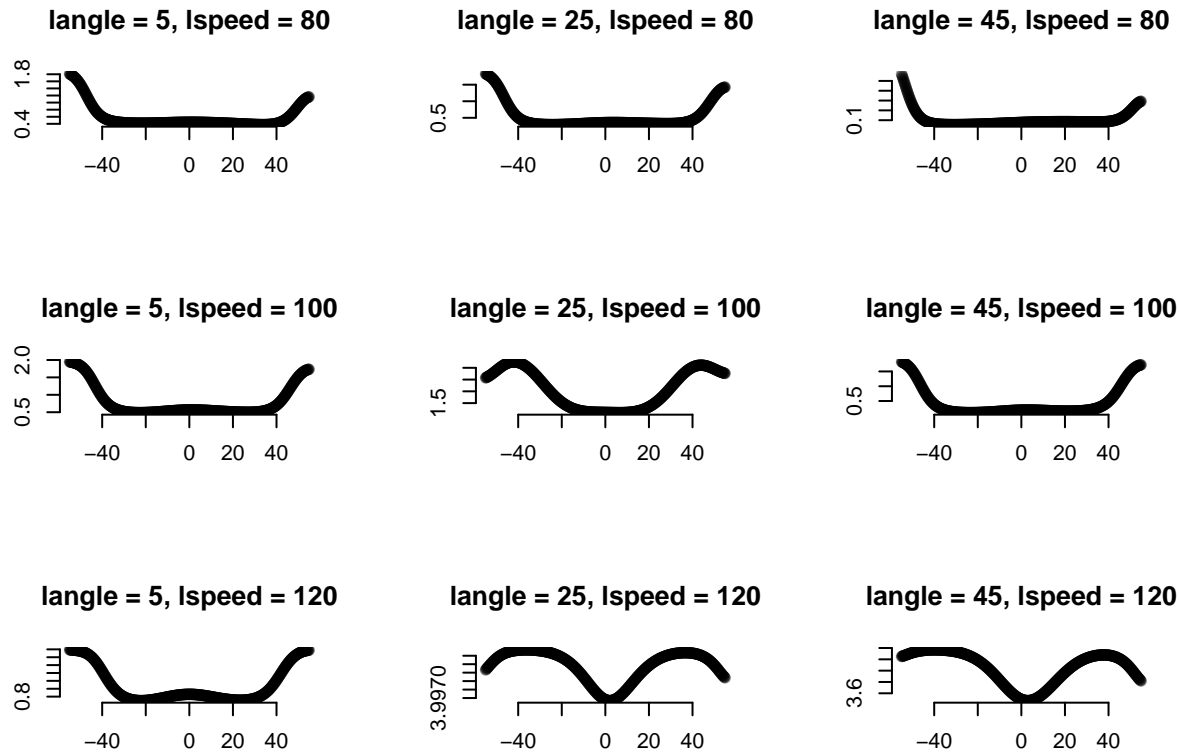 langle = 5, lspeed = 80
1.8
0.4
−40 0 20 40
langle = 25, lspeed = 80
0.5
−40 0 20 40
langle = 45, lspeed = 80
0.1
−40 0 20 40
langle = 5, lspeed = 100
2.0
0.5
−40 0 20 40
langle = 25, lspeed = 100
1.5
−40 0 20 40
langle = 45, lspeed = 100
0.5
−40 0 20 40
langle = 5, lspeed = 120
0.8
−40 0 20 40
langle = 25, lspeed = 120
3.9970
−40 0 20 40
langle = 45, lspeed = 120
3.6
−40 0 20 40